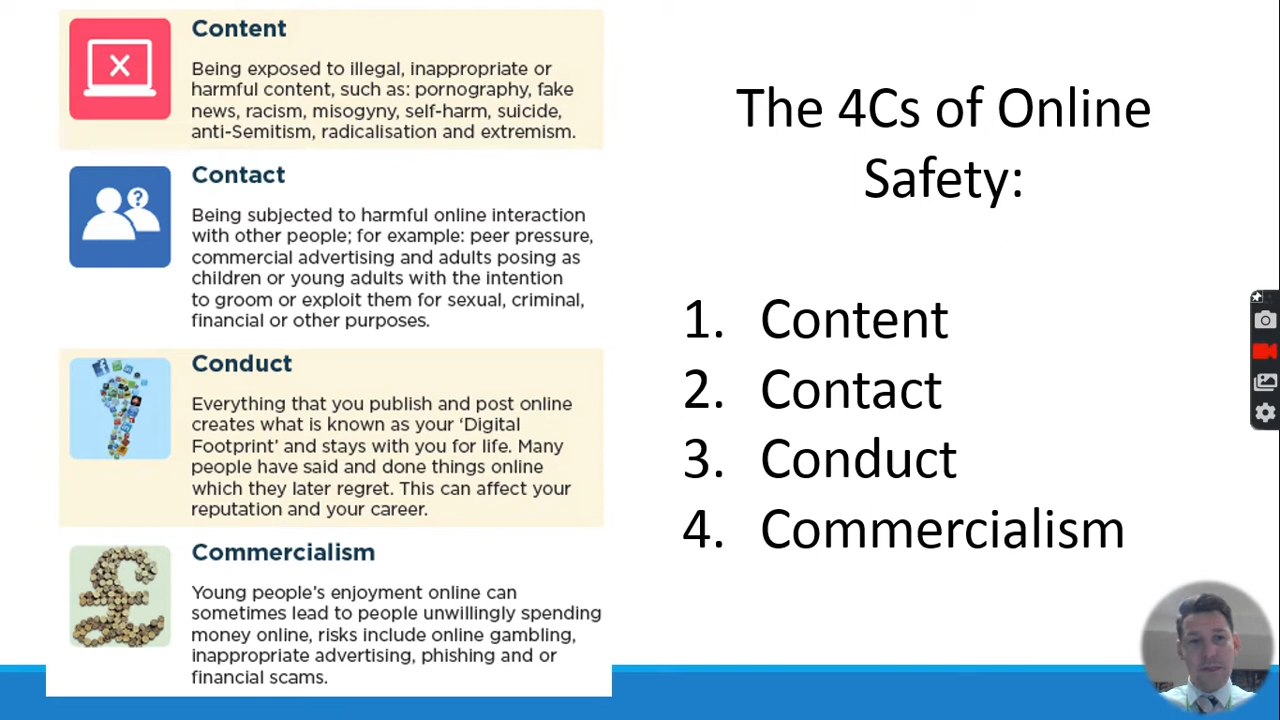 Content
Being exposed to illegal, inappropriate or
harmful content, such as: pornography, fake
news, racism, misogyny, self-harm, suicide,
anti-Semitism, radicalisation and extremism.
Contact
Being subjected to harmful online interaction
with other people; for example: peer pressure,
commercial advertising and adults posing as
children or young adults with the intention
to groom or exploit them for sexual, criminal,
financial or other purposes.
Conduct
Everything that you publish and post online
creates what is known as your ‘Digital
Footprint’ and stays with you for life. Many
people have said and done things online
which they later regret. This can affect your
reputation and your career.
Commercialism
Young people’s enjoyment online can
sometimes lead to people unwillingly spending
money online, risks include online gambling,
inappropriate advertising, phishing and or
financial scams.
The 4Cs of Online
Safety:
1. Content
2. Contact
3. Conduct
4. Commercialism